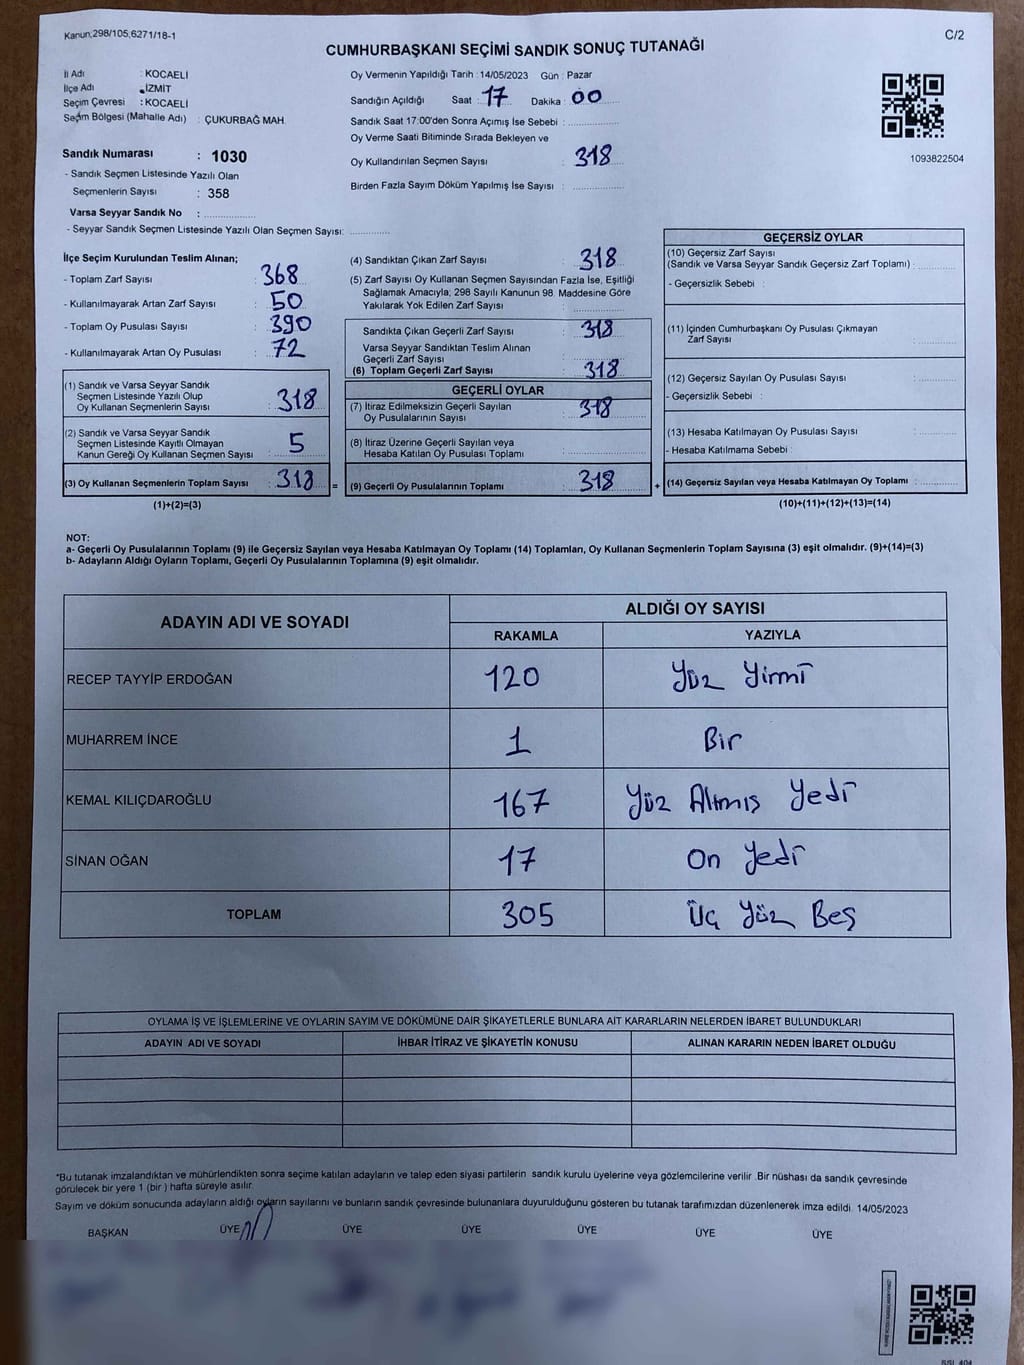 Kanun;298/105,6271/18-1
C/2
CUMHURBAŞKANI SEÇİMİ SANDIK SONUÇ TUTANAĞI
İl Adı : KOCAELİ
İlçe Adı : İZMİT
Seçim Çevresi : KOCAELİ
Seçim Bölgesi (Mahalle Adı) : ÇUKURBAĞ MAH.
Sandık Numarası : 1030
- Sandık Seçmen Listesinde Yazılı Olan
Seçmenlerin Sayısı : 358
Varsa Seyyar Sandık No :
- Seyyar Sandık Seçmen Listesinde Yazılı Olan Seçmen Sayısı:
Oy Vermenin Yapıldığı Tarih : 14/05/2023 Gün : Pazar
Sandığın Açıldığı Saat : 17 Dakika : 00
Sandık Saat 17:00'den Sonra Açımış İse Sebebi :
Oy Verme Saati Bitiminde Sırada Bekleyen ve
Oy Kullandırılan Seçmen Sayısı : 318
Birden Fazla Sayım Döküm Yapılmış İse Sayısı :
1093822504
İlçe Seçim Kurulundan Teslim Alınan;
- Toplam Zarf Sayısı : 368
- Kullanılmayarak Artan Zarf Sayısı : 50
- Toplam Oy Pusulası Sayısı : 390
- Kullanılmayarak Artan Oy Pusulası : 72
(1) Sandık ve Varsa Seyyar Sandık
Seçmen Listesinde Yazılı Olup
Oy Kullanan Seçmenlerin Sayısı : 318
(2) Sandık ve Varsa Seyyar Sandık
Seçmen Listesinde Kayıtlı Olmayan
Kanun Gereği Oy Kullanan Seçmen Sayısı : 5
(3) Oy Kullanan Seçmenlerin Toplam Sayısı : 318 =
(1)+(2)=(3)
(4) Sandıktan Çıkan Zarf Sayısı : 318
(5) Zarf Sayısı Oy Kullanan Seçmen Sayısından Fazla İse, Eşitliği
Sağlamak Amacıyla, 298 Sayılı Kanunun 98. Maddesine Göre
Yakılarak Yok Edilen Zarf Sayısı :
Sandıkta Çıkan Geçerli Zarf Sayısı : 318
Varsa Seyyar Sandıktan Teslim Alınan
Geçerli Zarf Sayısı :
(6) Toplam Geçerli Zarf Sayısı : 318
GEÇERLİ OYLAR
(7) İtiraz Edilmeksizin Geçerli Sayılan
Oy Pusulalarının Sayısı : 318
(8) İtiraz Üzerine Geçerli Sayılan veya
Hesaba Katılan Oy Pusulası Toplamı :
(9) Geçerli Oy Pusulalarının Toplamı : 318 +
GEÇERSİZ OYLAR
(10) Geçersiz Zarf Sayısı
(Sandık ve Varsa Seyyar Sandık Geçersiz Zarf Toplamı) :
- Geçersizlik Sebebi :
(11) İçinden Cumhurbaşkanı Oy Pusulası Çıkmayan
Zarf Sayısı :
(12) Geçersiz Sayılan Oy Pusulası Sayısı :
- Geçersizlik Sebebi :
(13) Hesaba Katılmayan Oy Pusulası Sayısı :
- Hesaba Katılmama Sebebi :
(14) Geçersiz Sayılan veya Hesaba Katılmayan Oy Toplamı :
(10)+(11)+(12)+(13)=(14)
NOT:
a- Geçerli Oy Pusulalarının Toplamı (9) ile Geçersiz Sayılan veya Hesaba Katılmayan Oy Toplamı (14) Toplamları, Oy Kullanan Seçmenlerin Toplam Sayısına (3) eşit olmalıdır. (9)+(14)=(3)
b- Adayların Aldığı Oyların Toplamı, Geçerli Oy Pusulalarının Toplamına (9) eşit olmalıdır.
ADAYIN ADI VE SOYADI
ALDIĞI OY SAYISI
RAKAMLA YAZIYLA
RECEP TAYYİP ERDOĞAN 120 Yüz Yirmi
MUHARREM İNCE 1 Bir
KEMAL KILIÇDAROĞLU 167 Yüz Altmış Yedi
SİNAN OĞAN 17 On Yedi
TOPLAM 305 Üç Yüz Beş
OYLAMA İŞ VE İŞLEMLERİNE VE OYLARIN SAYIM VE DÖKÜMÜNE DAİR ŞİKAYETLERLE BUNLARA AİT KARARLARIN NELERDEN İBARET BULUNDUKLARI
ADAYIN ADI VE SOYADI İHBAR İTİRAZ VE ŞİKAYETİN KONUSU ALINAN KARARIN NEDEN İBARET OLDUĞU
*Bu tutanak imzalandıktan ve mühürlendikten sonra seçime katılan adayların ve talep eden siyasi partilerin sandık kurulu üyelerine veya gözlemcilerine verilir. Bir nüshası da sandık çevresinde
görülecek bir yere 1 (bir ) hafta süreyle asılır.
Sayım ve döküm sonucunda adayların aldığı oyların sayılarını ve bunların sandık çevresinde bulunanlara duyurulduğunu gösteren bu tutanak tarafımızdan düzenlenerek imza edildi. 14/05/2023
BAŞKAN ÜYE ÜYE ÜYE ÜYE ÜYE ÜYE